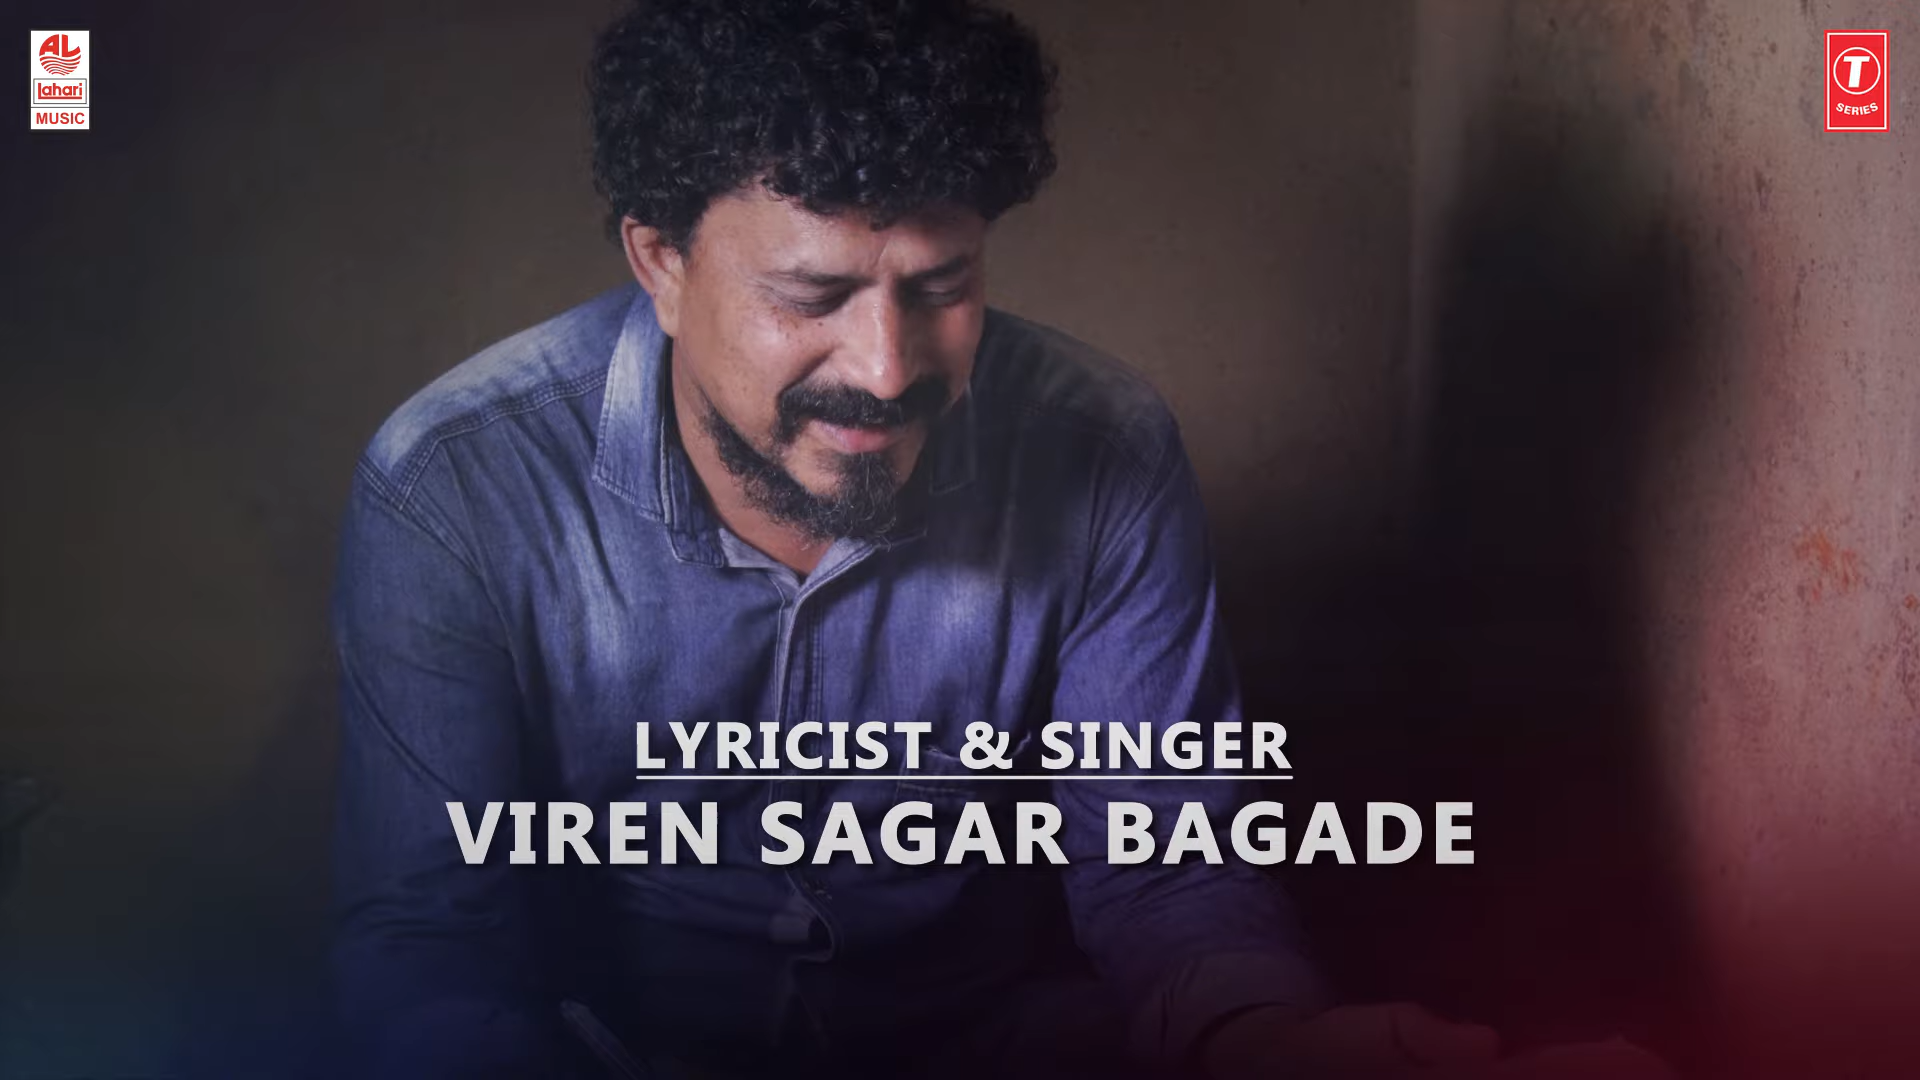 AL
lahari
MUSIC
T
SERIES
LYRICIST & SINGER
VIREN SAGAR BAGADE